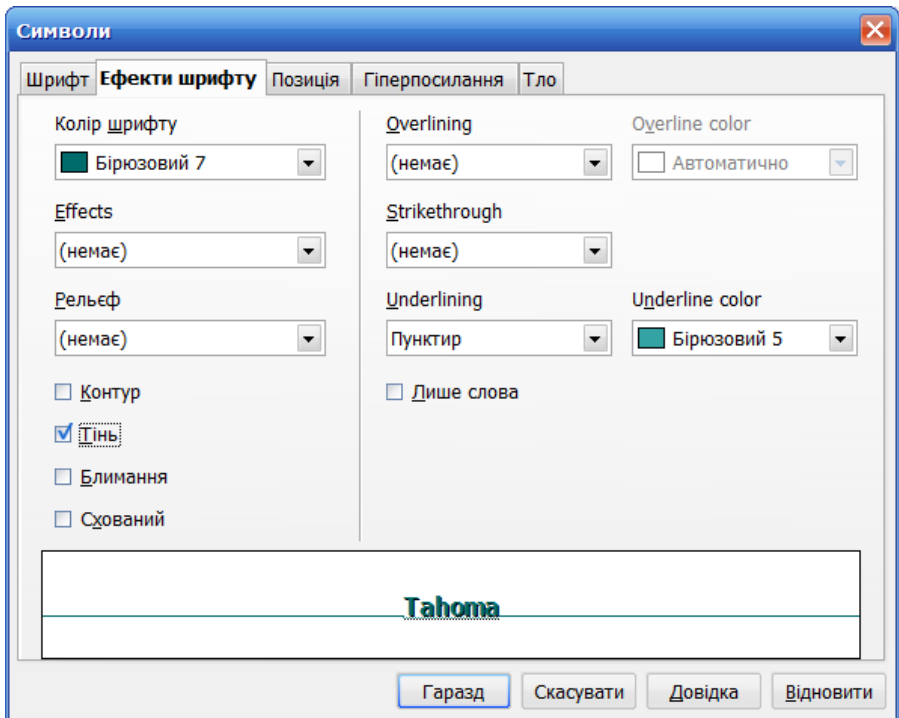 Символи
Шрифт Ефекти шрифту Позиція Гіперпосилання Тло
Колір шрифту
Бірюзовий 7
Effects
(немає)
Рельєф
(немає)
Контур
Тінь
Блимання
Схований
Overlining
(немає)
Overline color
Автоматично
Strikethrough
(немає)
Underlining
Пунктир
Underline color
Бірюзовий 5
Лише слова
Tahoma
Гаразд Скасувати Довідка Відновити